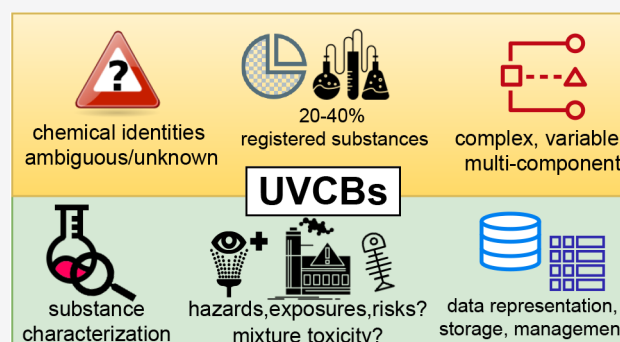 ?
chemical identities
ambiguous/unknown
20-40%
registered substances
complex, variable
multi-component
UVCBs
substance
characterization
hazards,exposures,risks?
mixture toxicity?
data representation,
storage, management